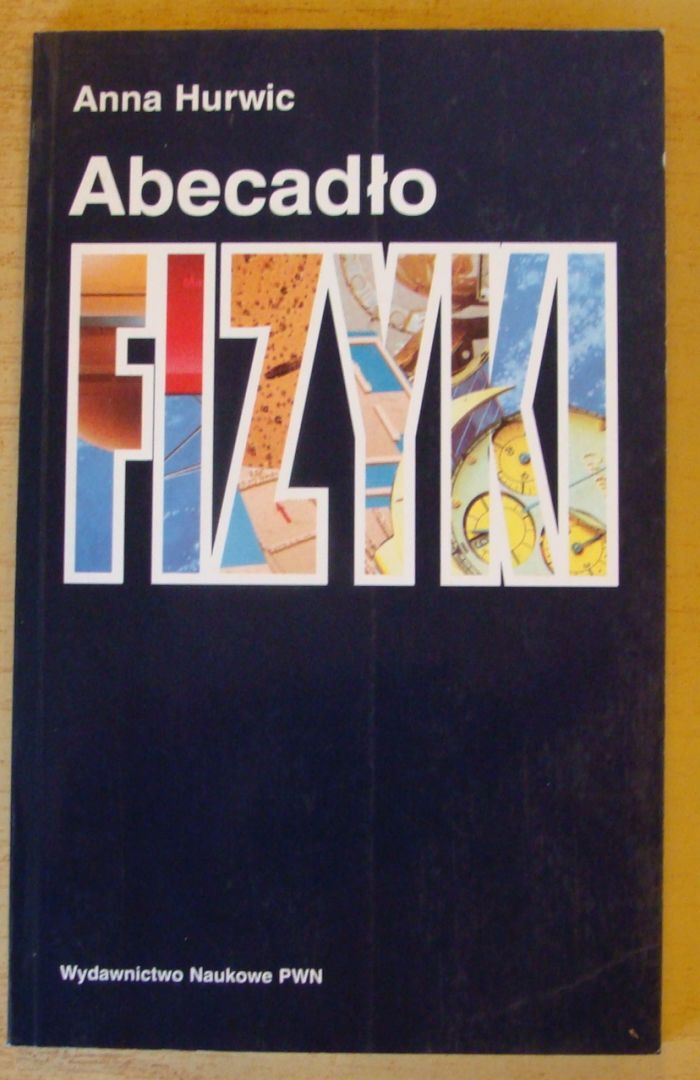 Anna Hurwic
Abecadło
FIZYKI
Wydawnictwo Naukowe PWN